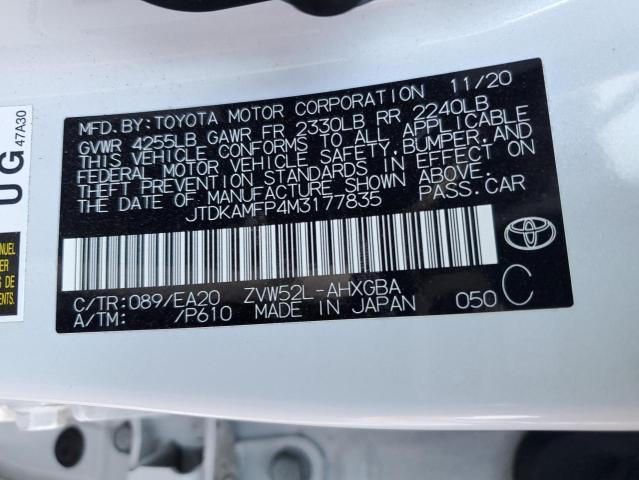 MFD. BY: TOYOTA MOTOR CORPORATION 11/20
GVWR 4255LB GAWR FR 2330LB RR 2240LB
THIS VEHICLE CONFORMS TO ALL APPLICABLE
FEDERAL MOTOR VEHICLE SAFETY, BUMPER, AND
THEFT PREVENTION STANDARDS IN EFFECT ON
THE DATE OF MANUFACTURE SHOWN ABOVE.
JTDKAMFP4M3177835 PASS. CAR
C/TR: 089/EA20 ZVW52L-AHXGBA
A/TM: /P610 MADE IN JAPAN 050 C
UG
47A30